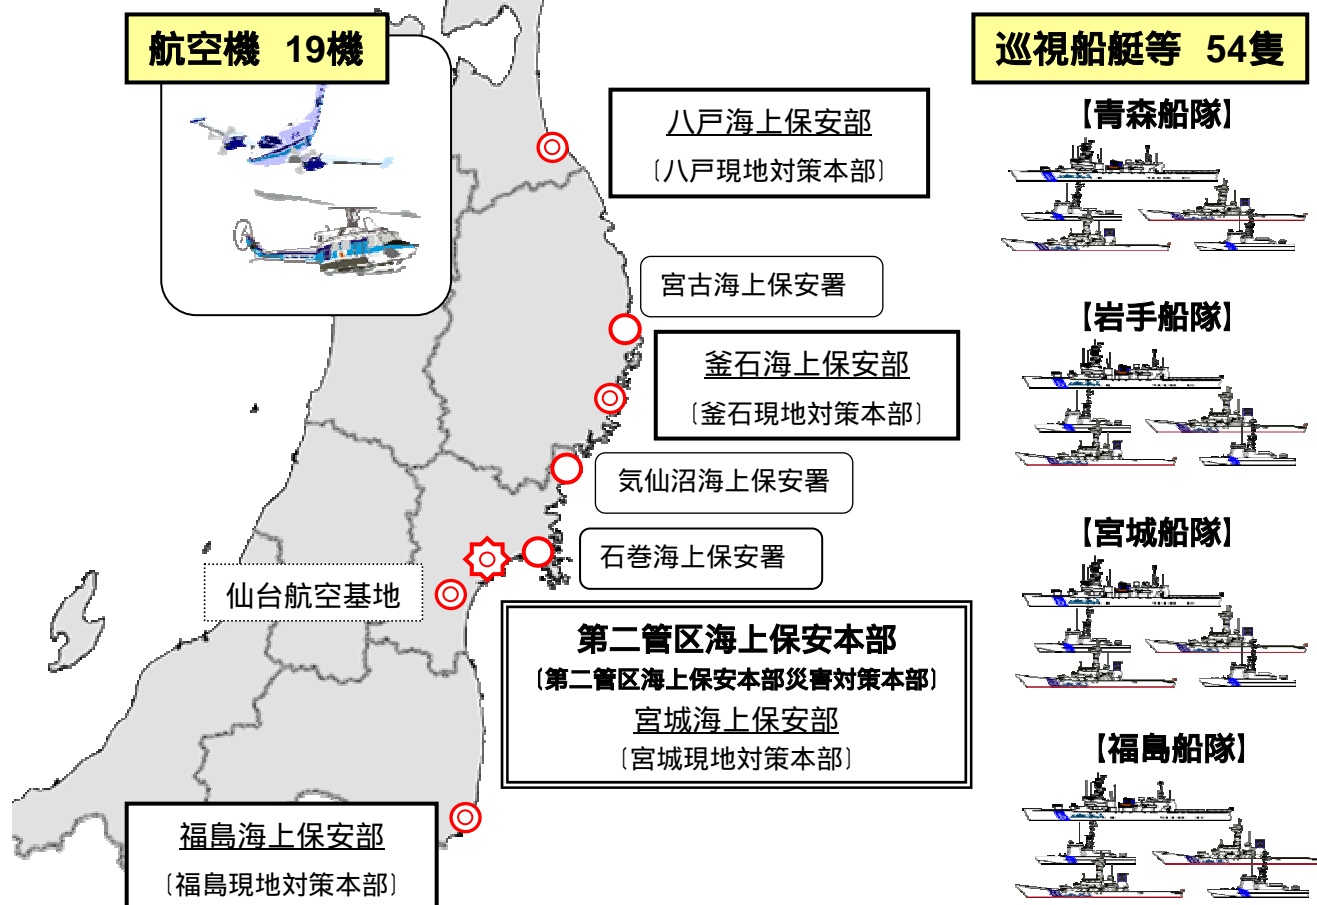 航空機 19機
巡視船艇等 54隻
八戸海上保安部
〔八戸現地対策本部〕
宮古海上保安署
釜石海上保安部
〔釜石現地対策本部〕
気仙沼海上保安署
石巻海上保安署
仙台航空基地
第二管区海上保安本部
〔第二管区海上保安本部災害対策本部〕
宮城海上保安部
〔宮城現地対策本部〕
福島海上保安部
〔福島現地対策本部〕
【青森船隊】
【岩手船隊】
【宮城船隊】
【福島船隊】